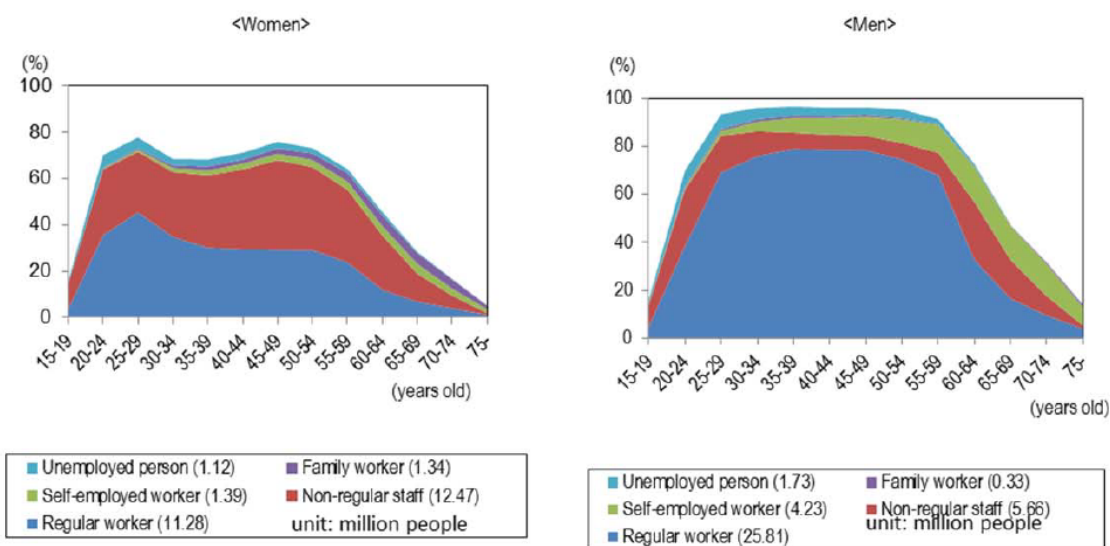 <Women>
(%)
100
80
60
40
20
0
15-19
20-24
25-29
30-34
35-39
40-44
45-49
50-54
55-59
60-64
65-69
70-74
75-
(years old)
Unemployed person (1.12)
Family worker (1.34)
Self-employed worker (1.39)
Non-regular staff (12.47)
Regular worker (11.28)
unit: million people
<Men>
(%)
100
80
60
40
20
0
15-19
20-24
25-29
30-34
35-39
40-44
45-49
50-54
55-59
60-64
65-69
70-74
75-
(years old)
Unemployed person (1.73)
Family worker (0.33)
Self-employed worker (4.23)
Non-regular staff (5.66)
Regular worker (25.81)
unit: million people